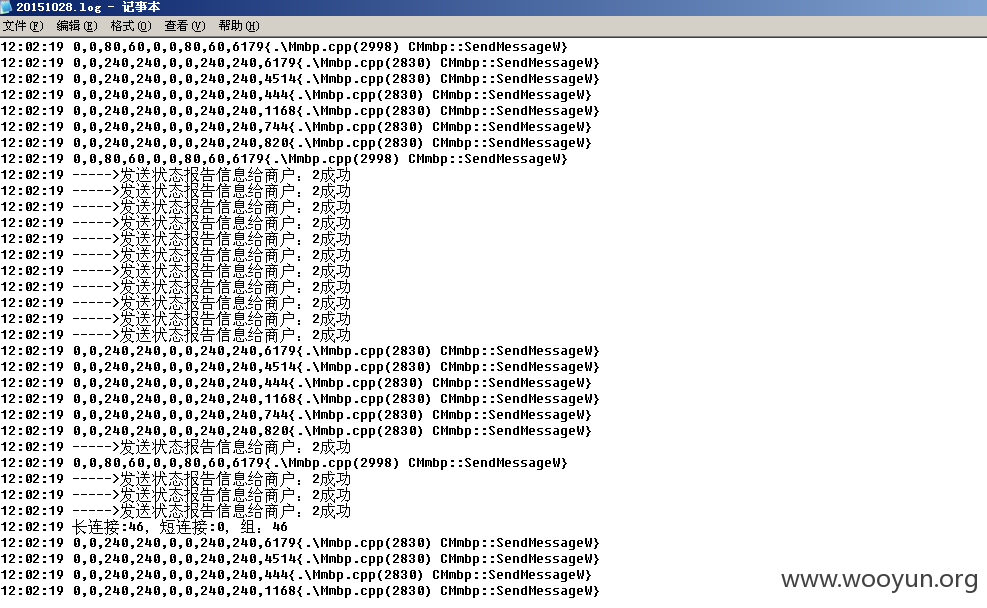 20151028.log - 记事本
文件(F) 编辑(E) 格式(O) 查看(V) 帮助(H)
12:02:19 0,0,80,60,0,0,80,60,6179{.\Mmbp.cpp(2998) CMmbp::SendMessageW}
12:02:19 0,0,240,240,0,0,240,240,6179{.\Mmbp.cpp(2830) CMmbp::SendMessageW}
12:02:19 0,0,240,240,0,0,240,240,4514{.\Mmbp.cpp(2830) CMmbp::SendMessageW}
12:02:19 0,0,240,240,0,0,240,240,444{.\Mmbp.cpp(2830) CMmbp::SendMessageW}
12:02:19 0,0,240,240,0,0,240,240,1168{.\Mmbp.cpp(2830) CMmbp::SendMessageW}
12:02:19 0,0,240,240,0,0,240,240,744{.\Mmbp.cpp(2830) CMmbp::SendMessageW}
12:02:19 0,0,240,240,0,0,240,240,820{.\Mmbp.cpp(2830) CMmbp::SendMessageW}
12:02:19 0,0,80,60,0,0,80,60,6179{.\Mmbp.cpp(2998) CMmbp::SendMessageW}
12:02:19 ----->发送状态报告信息给商户：2成功
12:02:19 ----->发送状态报告信息给商户：2成功
12:02:19 ----->发送状态报告信息给商户：2成功
12:02:19 ----->发送状态报告信息给商户：2成功
12:02:19 ----->发送状态报告信息给商户：2成功
12:02:19 ----->发送状态报告信息给商户：2成功
12:02:19 ----->发送状态报告信息给商户：2成功
12:02:19 ----->发送状态报告信息给商户：2成功
12:02:19 ----->发送状态报告信息给商户：2成功
12:02:19 ----->发送状态报告信息给商户：2成功
12:02:19 ----->发送状态报告信息给商户：2成功
12:02:19 0,0,240,240,0,0,240,240,6179{.\Mmbp.cpp(2830) CMmbp::SendMessageW}
12:02:19 0,0,240,240,0,0,240,240,4514{.\Mmbp.cpp(2830) CMmbp::SendMessageW}
12:02:19 0,0,240,240,0,0,240,240,444{.\Mmbp.cpp(2830) CMmbp::SendMessageW}
12:02:19 0,0,240,240,0,0,240,240,1168{.\Mmbp.cpp(2830) CMmbp::SendMessageW}
12:02:19 0,0,240,240,0,0,240,240,744{.\Mmbp.cpp(2830) CMmbp::SendMessageW}
12:02:19 0,0,240,240,0,0,240,240,820{.\Mmbp.cpp(2830) CMmbp::SendMessageW}
12:02:19 ----->发送状态报告信息给商户：2成功
12:02:19 0,0,80,60,0,0,80,60,6179{.\Mmbp.cpp(2998) CMmbp::SendMessageW}
12:02:19 ----->发送状态报告信息给商户：2成功
12:02:19 ----->发送状态报告信息给商户：2成功
12:02:19 ----->发送状态报告信息给商户：2成功
12:02:19 长连接:46，短连接:0，组：46
12:02:19 0,0,240,240,0,0,240,240,6179{.\Mmbp.cpp(2830) CMmbp::SendMessageW}
12:02:19 0,0,240,240,0,0,240,240,4514{.\Mmbp.cpp(2830) CMmbp::SendMessageW}
12:02:19 0,0,240,240,0,0,240,240,444{.\Mmbp.cpp(2830) CMmbp::SendMessageW}
12:02:19 0,0,240,240,0,0,240,240,1168{.\Mmbp.cpp(2830) CMmbp::SendMessageW}
www.wooyun.org